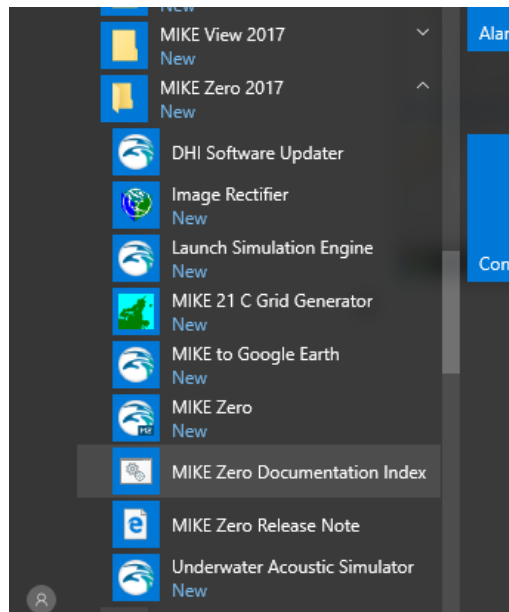 New
MIKE View 2017
New
MIKE Zero 2017
New
DHI Software Updater
Image Rectifier
New
Launch Simulation Engine
New
MIKE 21 C Grid Generator
New
MIKE to Google Earth
New
MIKE Zero
New
MIKE Zero Documentation Index
MIKE Zero Release Note
Underwater Acoustic Simulator
New
Alar
Con